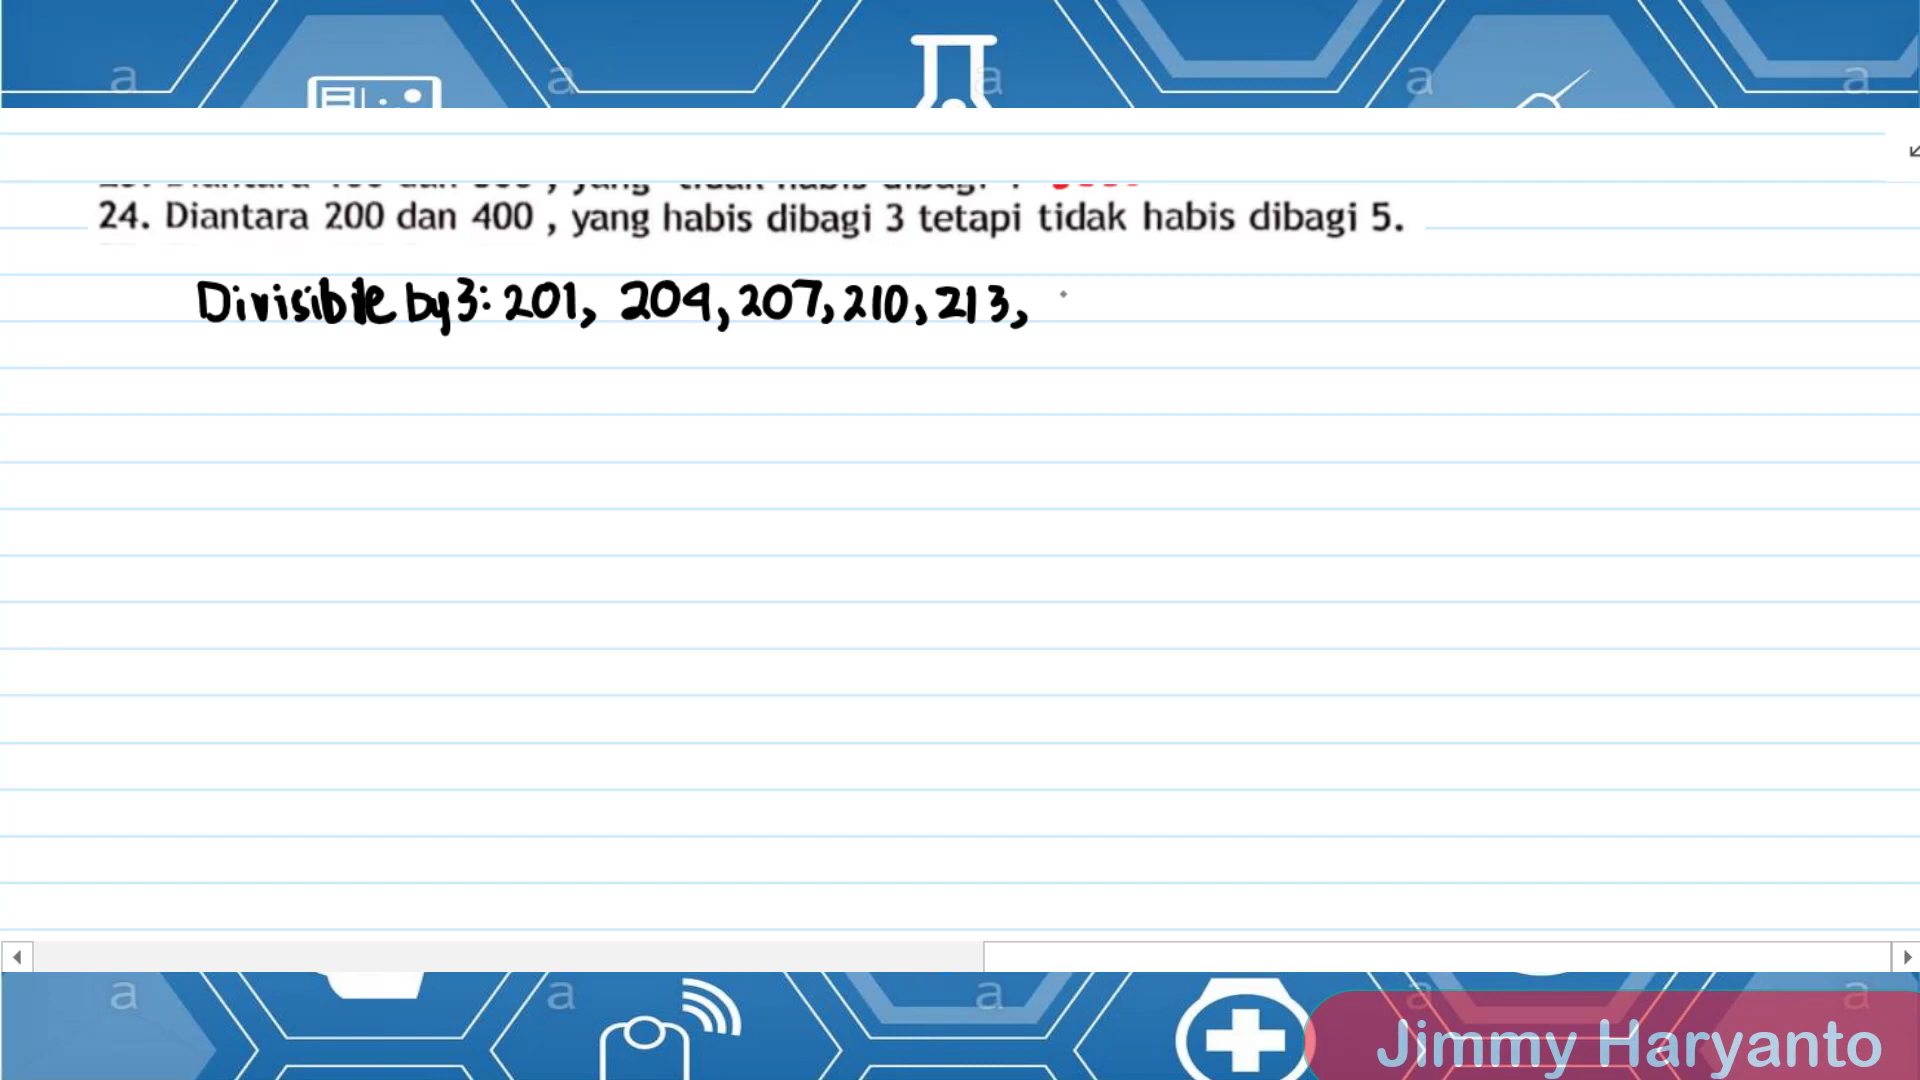 24. Diantara 200 dan 400 , yang habis dibagi 3 tetapi tidak habis dibagi 5.
Divisible by 3: 201, 204, 207, 210, 213,
Jimmy Haryanto